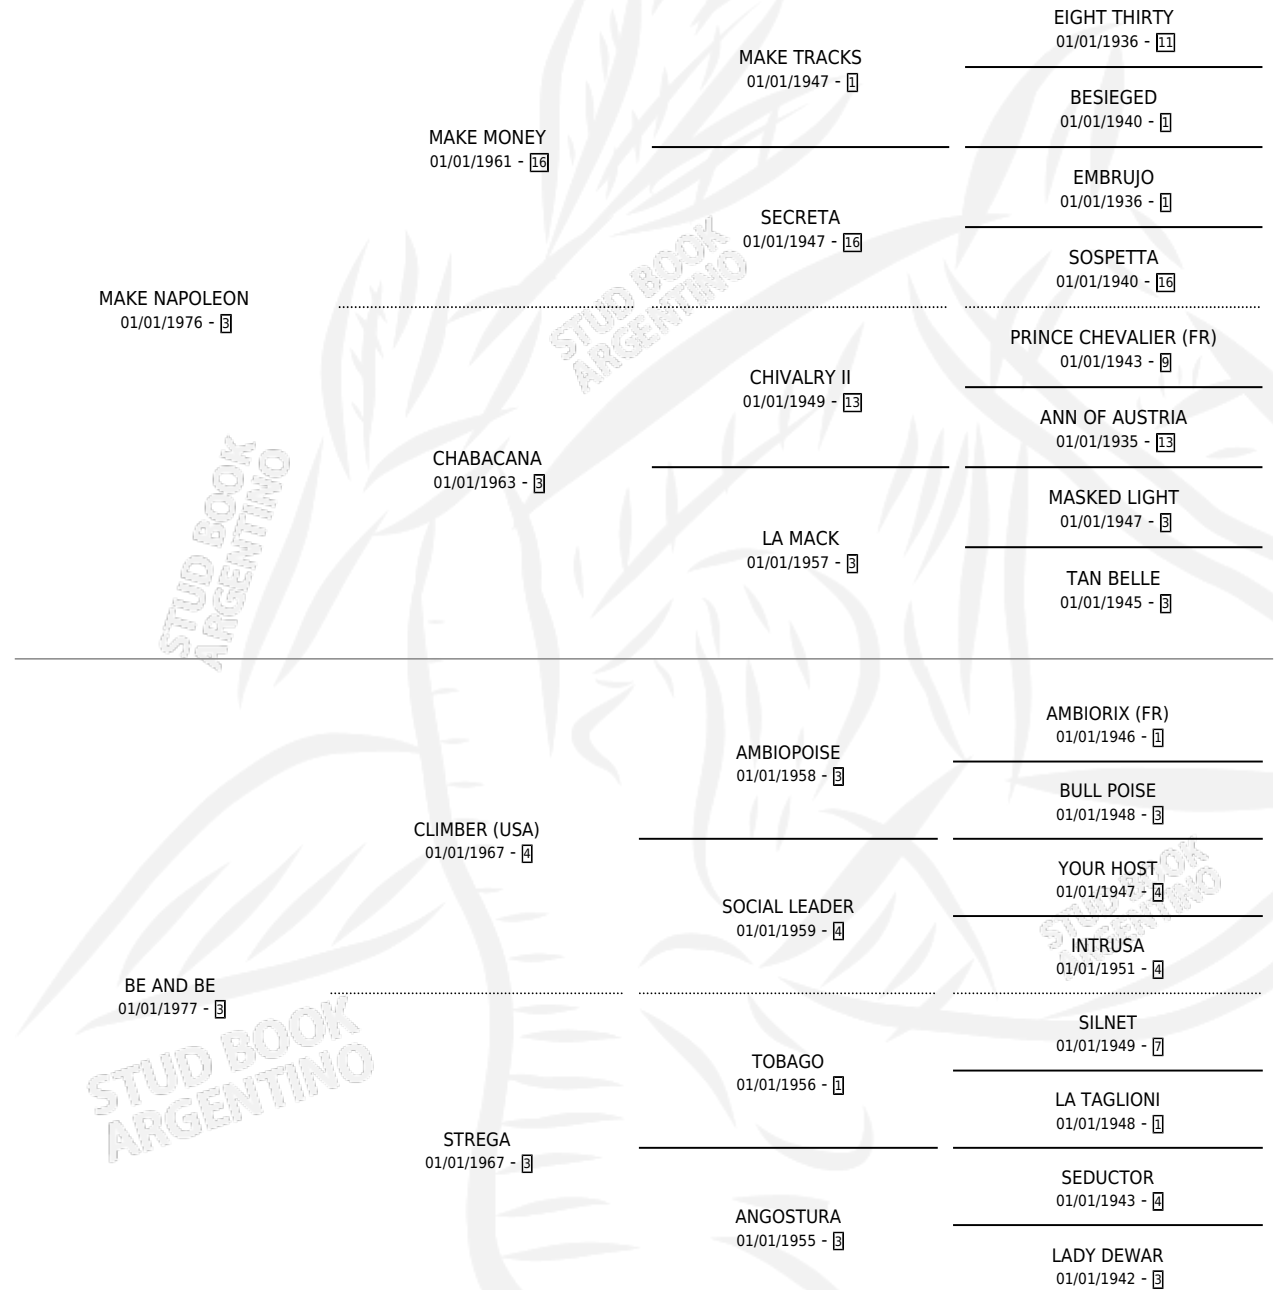 EIGHT THIRTY
01/01/1936 - 11
MAKE TRACKS
01/01/1947 - 1
BESIEGED
01/01/1940 - 1
MAKE MONEY
01/01/1961 - 16
EMBRUJO
01/01/1936 - 1
SECRETA
01/01/1947 - 16
SOSPETTA
01/01/1940 - 16
MAKE NAPOLEON
01/01/1976 - 3
STUD BOOK
ARGENTINO
PRINCE CHEVALIER (FR)
01/01/1943 - 9
CHIVALRY II
01/01/1949 - 13
ANN OF AUSTRIA
01/01/1935 - 13
CHABACANA
01/01/1963 - 3
MASKED LIGHT
01/01/1947 - 3
LA MACK
01/01/1957 - 3
TAN BELLE
01/01/1945 - 3
STUD BOOK
ARGENTINO
AMBIORIX (FR)
01/01/1946 - 1
AMBIOPOISE
01/01/1958 - 3
BULL POISE
01/01/1948 - 3
CLIMBER (USA)
01/01/1967 - 4
YOUR HOST
01/01/1947 - 4
SOCIAL LEADER
01/01/1959 - 4
STUD BOOK
ARGENTINO
INTRUSA
01/01/1951 - 4
BE AND BE
01/01/1977 - 3
SILNET
01/01/1949 - 7
TOBAGO
01/01/1956 - 1
STUD BOOK
ARGENTINO
LA TAGLIONI
01/01/1948 - 1
STREGA
01/01/1967 - 3
SEDUCTOR
01/01/1943 - 4
ANGOSTURA
01/01/1955 - 3
LADY DEWAR
01/01/1942 - 3